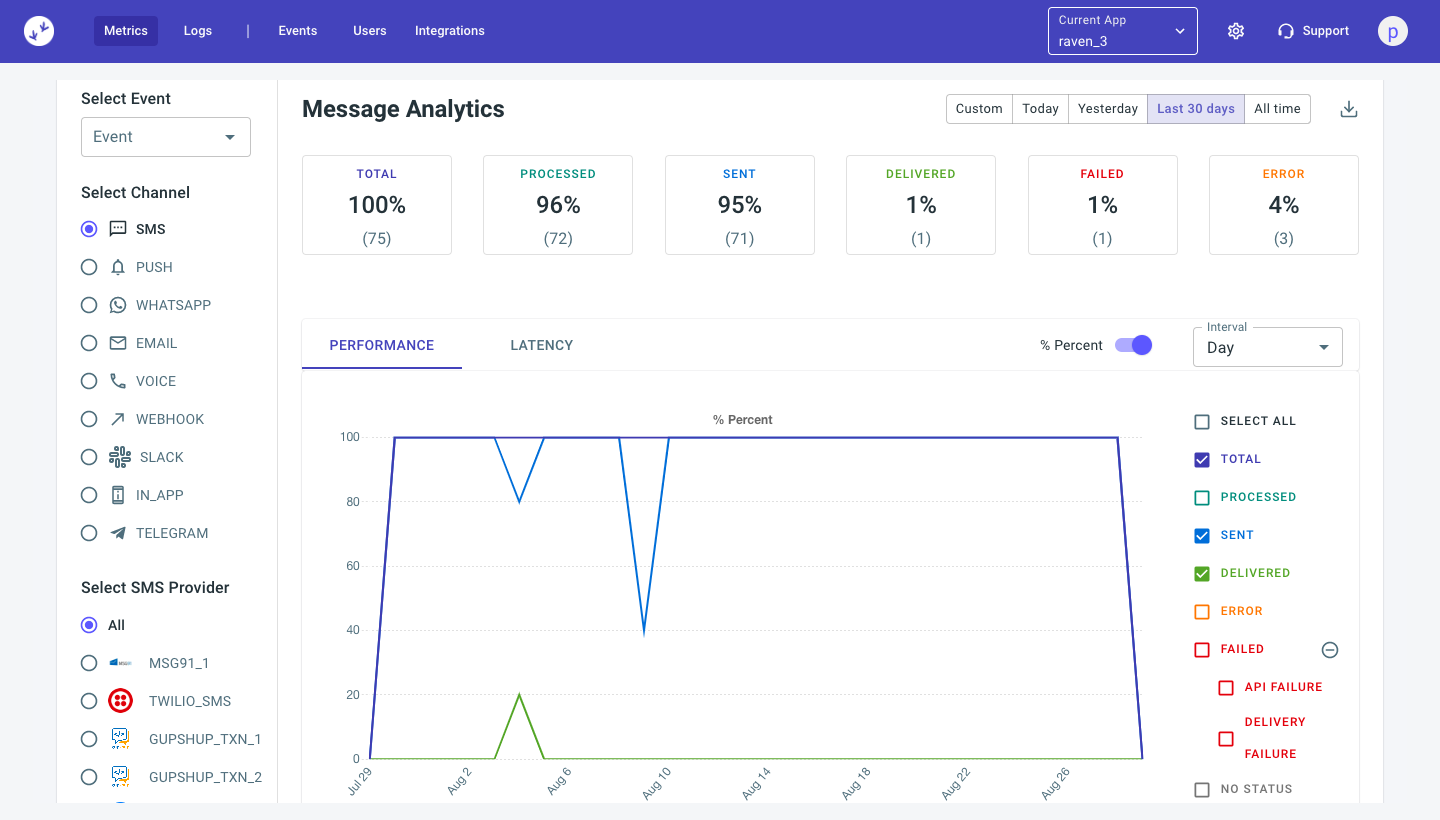 Metrics
Logs
|
Events
Users
Integrations
Current App
raven_3
Support
p
Select Event
Event
Select Channel
SMS
PUSH
WHATSAPP
EMAIL
VOICE
WEBHOOK
SLACK
IN_APP
TELEGRAM
Select SMS Provider
All
MSG91_1
TWILIO_SMS
GUPSHUP_TXN_1
GUPSHUP_TXN_2
Message Analytics
Custom
Today
Yesterday
Last 30 days
All time
TOTAL
100%
(75)
PROCESSED
96%
(72)
SENT
95%
(71)
DELIVERED
1%
(1)
FAILED
1%
(1)
ERROR
4%
(3)
PERFORMANCE
LATENCY
% Percent
Interval
Day
% Percent
100
80
60
40
20
0
Jul 29
Aug 2
Aug 6
Aug 10
Aug 14
Aug 18
Aug 22
Aug 26
SELECT ALL
TOTAL
PROCESSED
SENT
DELIVERED
ERROR
FAILED
API FAILURE
DELIVERY
FAILURE
NO STATUS